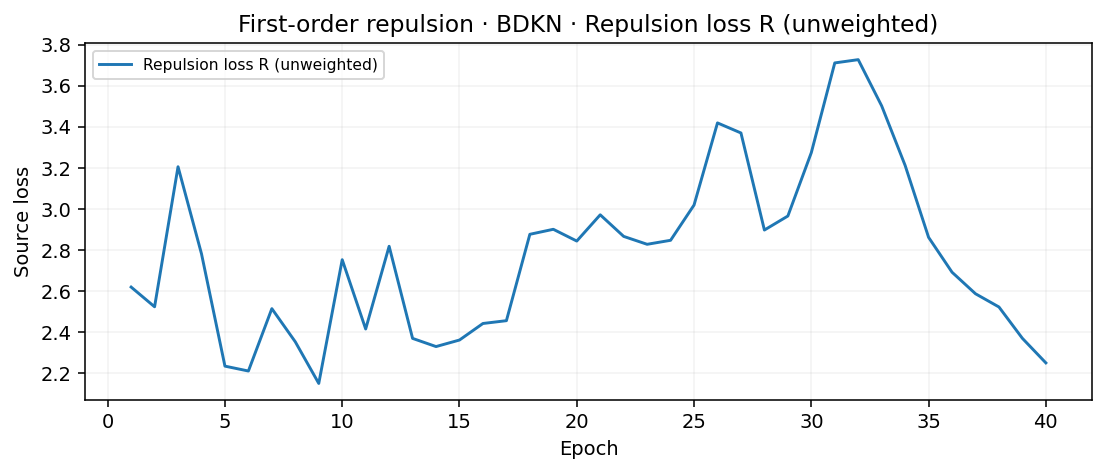 First-order repulsion · BDKN · Repulsion loss R (unweighted)
Repulsion loss R (unweighted)
Source loss
3.8
3.6
3.4
3.2
3.0
2.8
2.6
2.4
2.2
0 5 10 15 20 25 30 35 40
Epoch